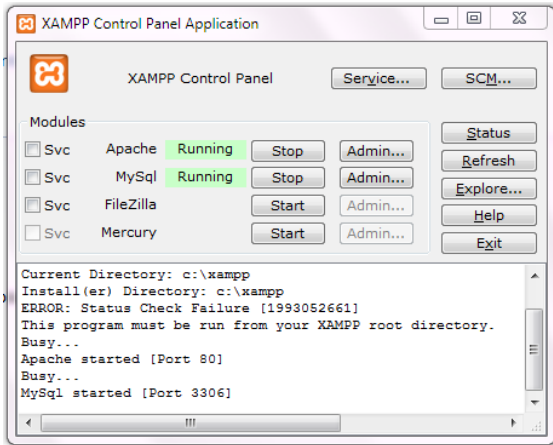 XAMPP Control Panel Application
XAMPP Control Panel Service... SCM...
Modules
Svc Apache Running Stop Admin...
Svc MySql Running Stop Admin...
Svc FileZilla Start Admin...
Svc Mercury Start Admin...
Status
Refresh
Explore...
Help
Exit
Current Directory: c:\xampp
Install(er) Directory: c:\xampp
ERROR: Status Check Failure [1993052661]
This program must be run from your XAMPP root directory.
Busy...
Apache started [Port 80]
Busy...
MySql started [Port 3306]